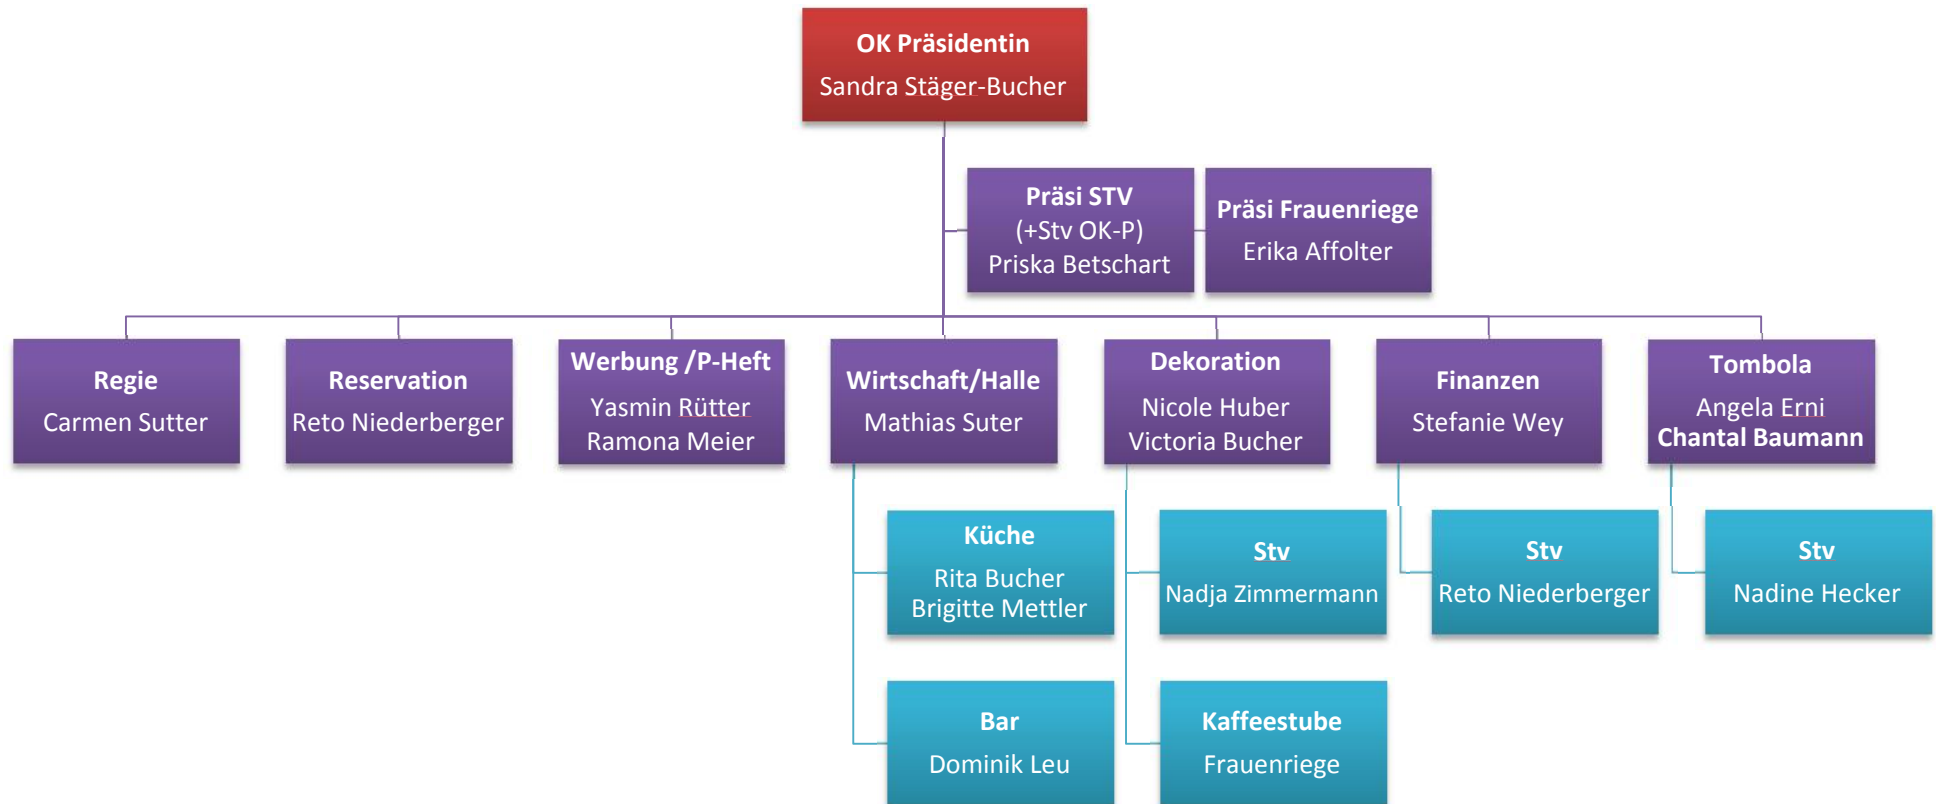 OK Präsidentin
Sandra Stäger-Bucher
Präsi STV
(+Stv OK-P)
Priska Betschart
Präsi Frauenriege
Erika Affolter
Regie
Carmen Sutter
Reservation
Reto Niederberger
Werbung /P-Heft
Yasmin Rütter
Ramona Meier
Wirtschaft/Halle
Mathias Suter
Dekoration
Nicole Huber
Victoria Bucher
Finanzen
Stefanie Wey
Tombola
Angela Erni
Chantal Baumann
Küche
Rita Bucher
Brigitte Mettler
Stv
Nadja Zimmermann
Stv
Reto Niederberger
Stv
Nadine Hecker
Bar
Dominik Leu
Kaffeestube
Frauenriege